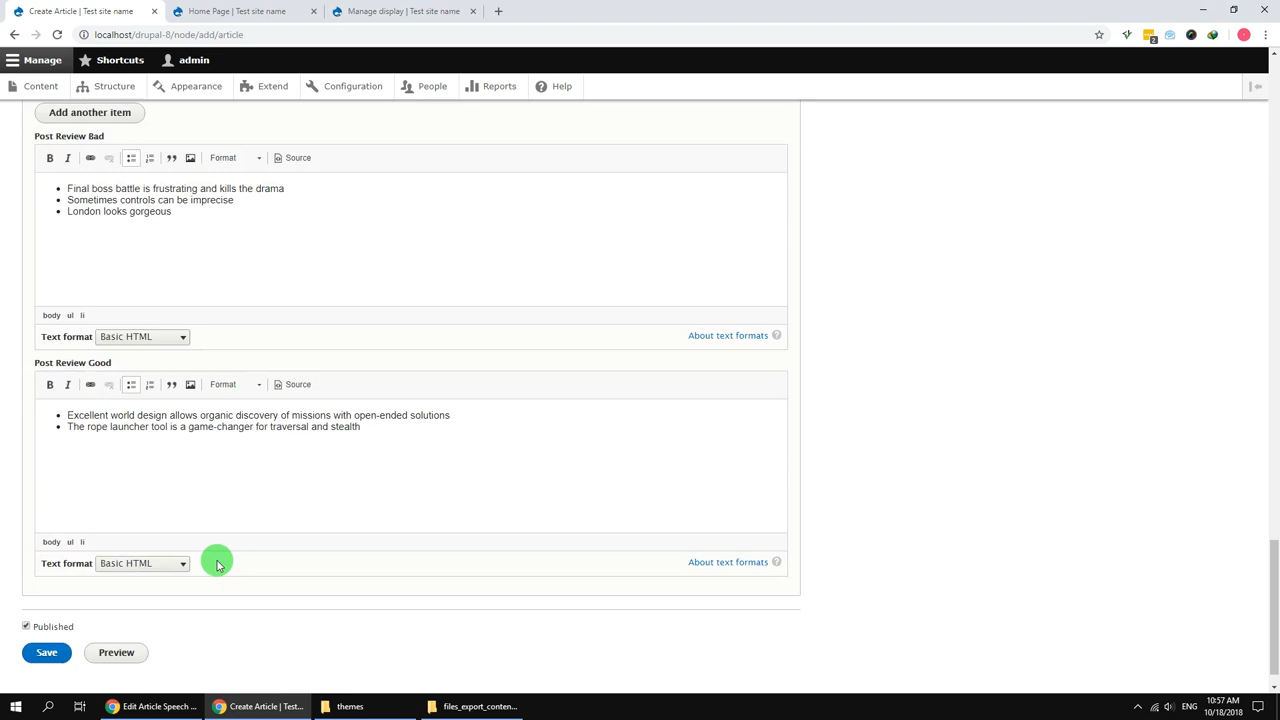 Create Article | Test site name
Home Page | Test site name
Manage display | Test site name
localhost/drupal-8/node/add/article
2
Manage
Shortcuts
admin
Content
Structure
Appearance
Extend
Configuration
People
Reports
Help
Add another item
Post Review Bad
B I Format Source
Final boss battle is frustrating and kills the drama
Sometimes controls can be imprecise
London looks gorgeous
body ul li
Text format Basic HTML
About text formats ?
Post Review Good
B I Format Source
Excellent world design allows organic discovery of missions with open-ended solutions
The rope launcher tool is a game-changer for traversal and stealth
body ul li
Text format Basic HTML
About text formats ?
Published
Save
Preview
Edit Article Speech ...
Create Article | Test...
themes
files_export_conten...
ENG
10:57 AM
10/18/2018